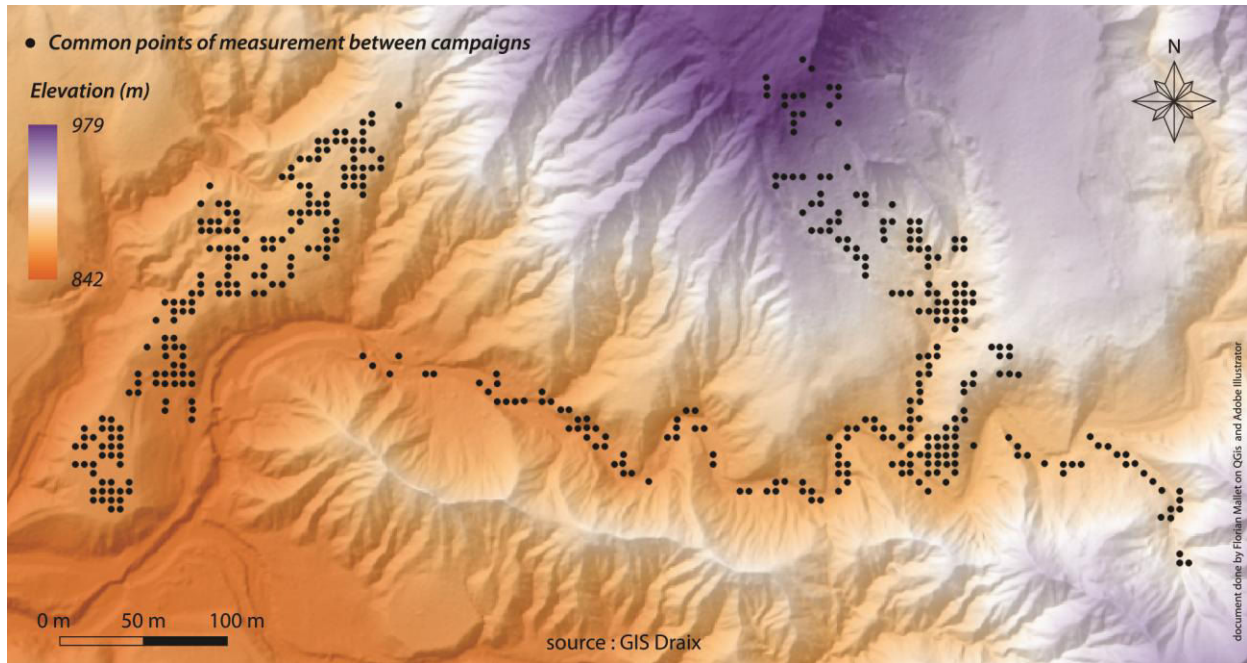 Common points of measurement between campaigns
Elevation (m)
979
842
N
0 m 50 m 100 m
source : GIS Draix
document done by Florian Mallet on QGis and Adobe Illustrator